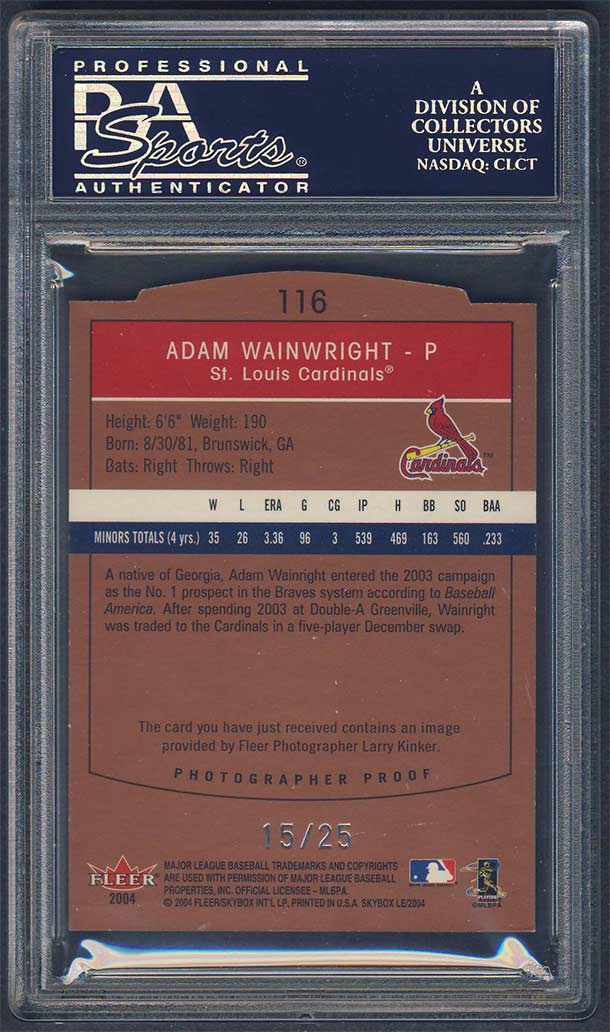 PROFESSIONAL
PSA
Sports®
AUTHENTICATOR
A
DIVISION OF
COLLECTORS
UNIVERSE
NASDAQ: CLCT
116
ADAM WAINWRIGHT - P
St. Louis Cardinals®
Height: 6'6" Weight: 190
Born: 8/30/81, Brunswick, GA
Bats: Right Throws: Right
Cardinals™
W L ERA G CG IP H BB SO BAA
MINORS TOTALS (4 yrs.) 35 26 3.36 96 3 539 469 163 560 .233
A native of Georgia, Adam Wainright entered the 2003 campaign
as the No. 1 prospect in the Braves system according to Baseball
America. After spending 2003 at Double-A Greenville, Wainright
was traded to the Cardinals in a five-player December swap.
The card you have just received contains an image
provided by Fleer Photographer Larry Kinker.
PHOTOGRAPHER PROOF
15/25
FLEER®
2004
MAJOR LEAGUE BASEBALL TRADEMARKS AND COPYRIGHTS
ARE USED WITH PERMISSION OF MAJOR LEAGUE BASEBALL
PROPERTIES, INC. OFFICIAL LICENSEE - MLBPA.
© 2004 FLEER/SKYBOX INT'L LP, PRINTED IN U.S.A. SKYBOX LE/2004
©MLBPA